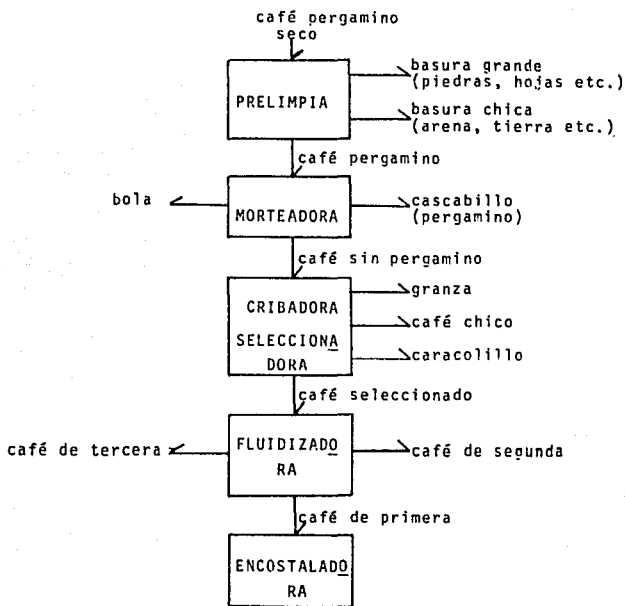 café pergamino
seco
basura grande
(piedras, hojas etc.)
PRELIMPIA
basura chica
(arena, tierra etc.)
café pergamino
bola
cascabillo
(pergamino)
MORTEADORA
café sin pergamino
granza
CRIBADORA
café chico
SELECCIONA
DORA
caracolillo
café seleccionado
café de tercera
FLUIDIZADO
RA
café de segunda
café de primera
ENCOSTALADO
RA